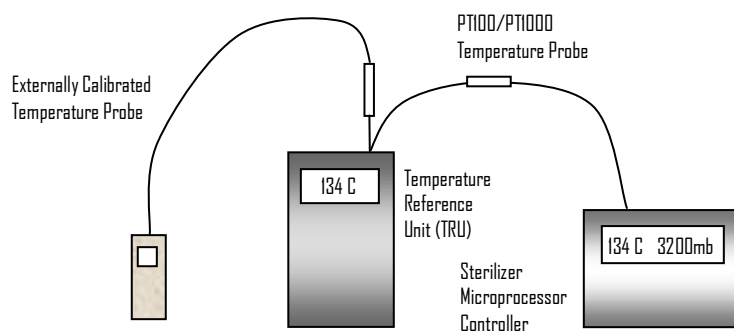 PT100/PT1000
Temperature Probe
Externally Calibrated
Temperature Probe
134 C
Temperature
Reference
Unit (TRU)
134 C 3200mb
Sterilizer
Microprocessor
Controller